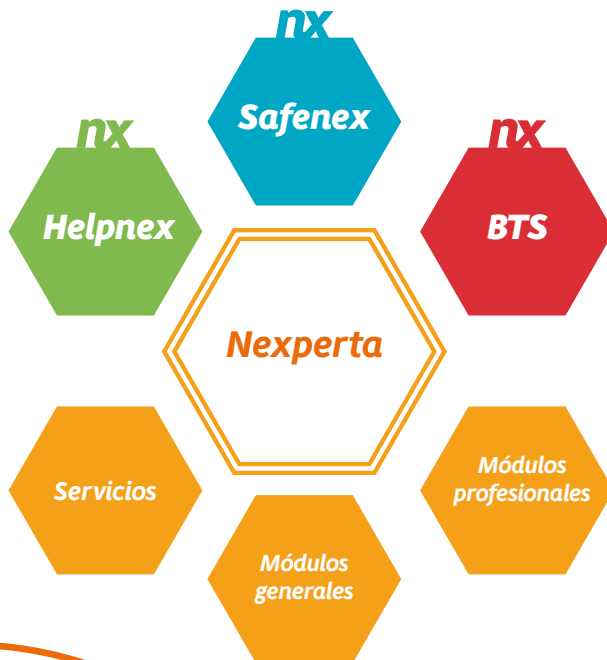 nx
Safenex
nx
Helpnex
nx
BTS
Nexperta
Servicios
Módulos
profesionales
Módulos
generales